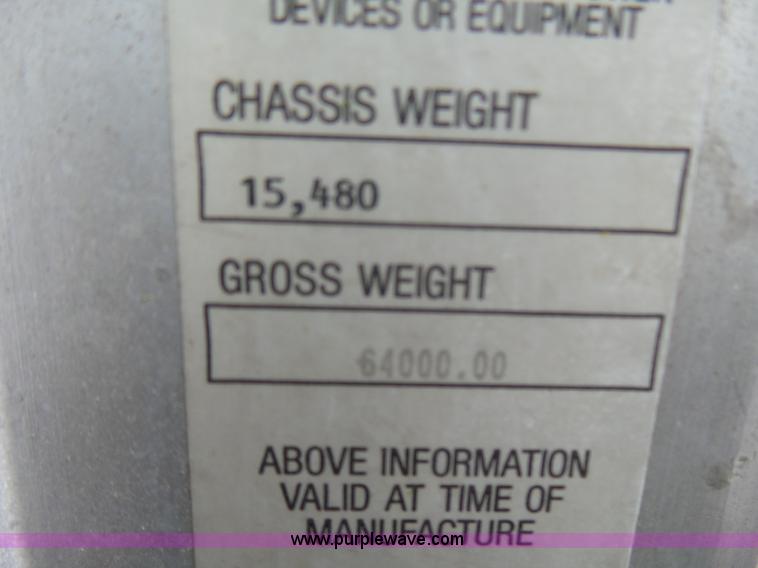 DEVICES OR EQUIPMENT
CHASSIS WEIGHT
15,480
GROSS WEIGHT
64000.00
ABOVE INFORMATION
VALID AT TIME OF
MANUFACTURE
www.purplewave.com